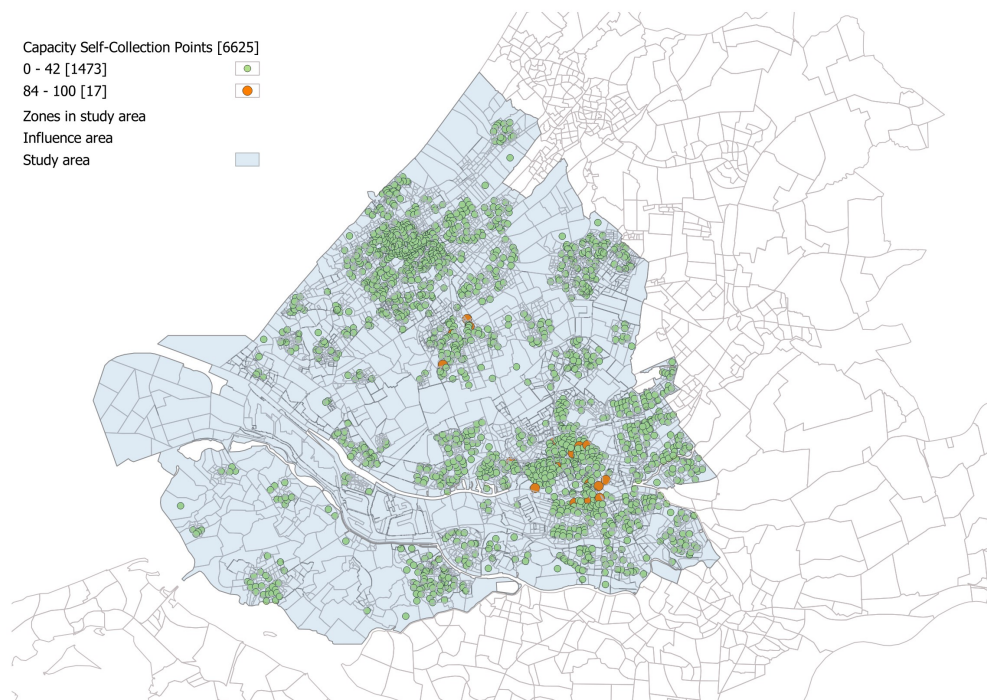 Capacity Self-Collection Points [6625]
0 - 42 [1473]
84 - 100 [17]
Zones in study area
Influence area
Study area